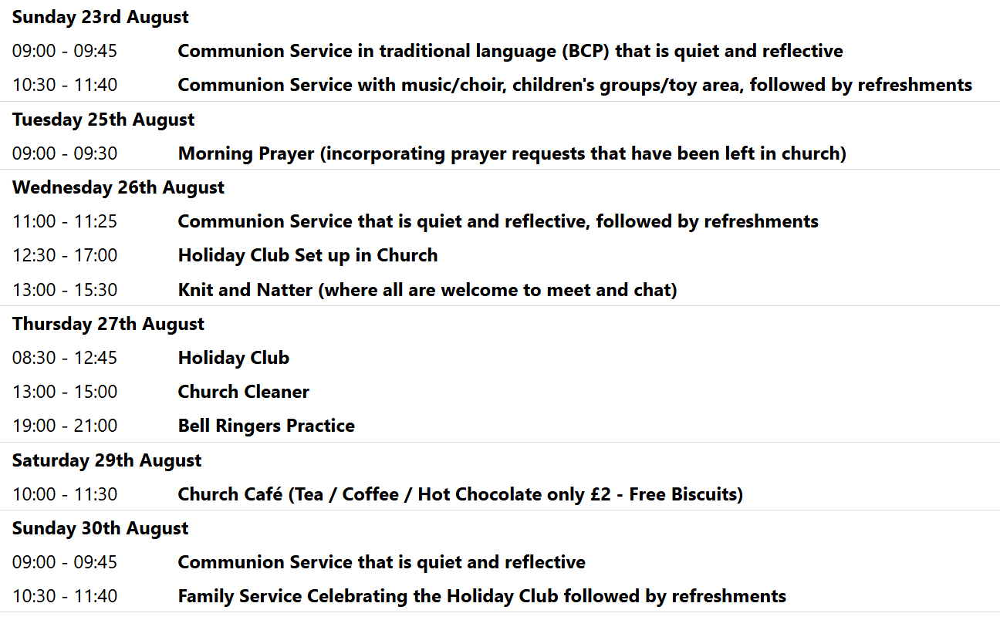 Sunday 23rd August
09:00 - 09:45 Communion Service in traditional language (BCP) that is quiet and reflective
10:30 - 11:40 Communion Service with music/choir, children's groups/toy area, followed by refreshments
Tuesday 25th August
09:00 - 09:30 Morning Prayer (incorporating prayer requests that have been left in church)
Wednesday 26th August
11:00 - 11:25 Communion Service that is quiet and reflective, followed by refreshments
12:30 - 17:00 Holiday Club Set up in Church
13:00 - 15:30 Knit and Natter (where all are welcome to meet and chat)
Thursday 27th August
08:30 - 12:45 Holiday Club
13:00 - 15:00 Church Cleaner
19:00 - 21:00 Bell Ringers Practice
Saturday 29th August
10:00 - 11:30 Church Café (Tea / Coffee / Hot Chocolate only £2 - Free Biscuits)
Sunday 30th August
09:00 - 09:45 Communion Service that is quiet and reflective
10:30 - 11:40 Family Service Celebrating the Holiday Club followed by refreshments